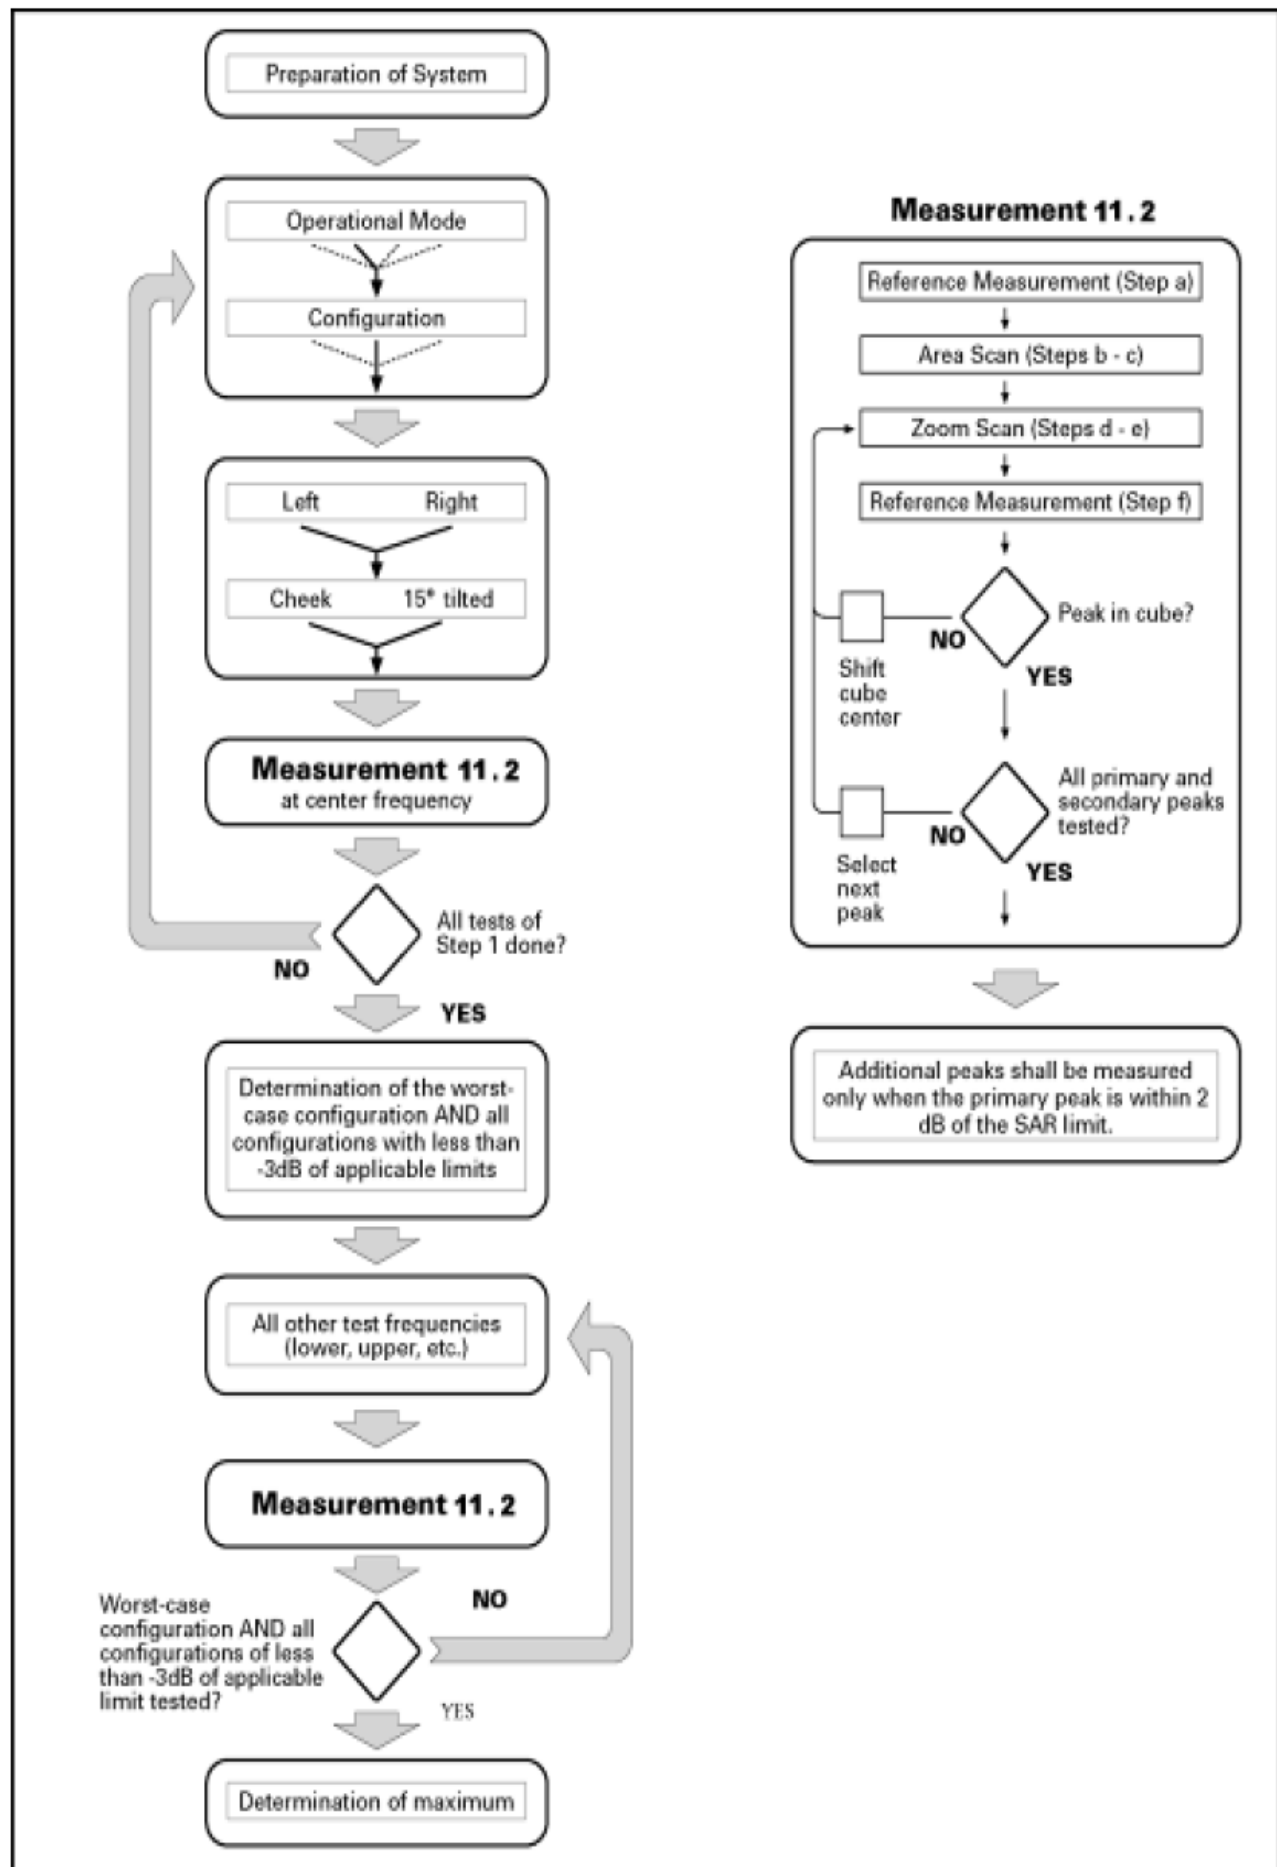 Preparation of System
Operational Mode
Configuration
Left Right
Cheek 15° tilted
Measurement 11.2
at center frequency
All tests of
Step 1 done?
NO
YES
Determination of the worst-
case configuration AND all
configurations with less than
-3dB of applicable limits
All other test frequencies
(lower, upper, etc.)
Measurement 11.2
Worst-case
configuration AND all
configurations of less
than -3dB of applicable
limit tested?
NO
YES
Determination of maximum
Measurement 11.2
Reference Measurement (Step a)
Area Scan (Steps b - c)
Zoom Scan (Steps d - e)
Reference Measurement (Step f)
Peak in cube?
NO
YES
Shift
cube
center
All primary and
secondary peaks
tested?
NO
YES
Select
next
peak
Additional peaks shall be measured
only when the primary peak is within 2
dB of the SAR limit.